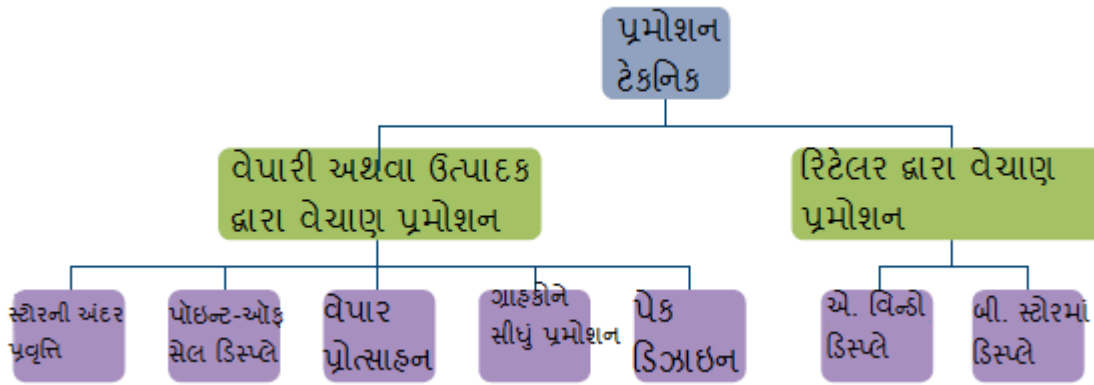 પ્રમોશન
ટેકનિક
વેપારી અથવા ઉત્પાદક
દ્વારા વેચાણ પ્રમોશન
રિટેલર દ્વારા વેચાણ
પ્રમોશન
સ્ટોરની અંદર
પ્રવૃત્તિ
પૉઇન્ટ-ઑફ
સેલ ડિસ્પ્લે
વેપાર
પ્રોત્સાહન
ગ્રાહકોને
સીધું પ્રમોશન
પેક
ડિઝાઇન
એ. વિન્ડો
ડિસ્પ્લે
બી. સ્ટોરમાં
ડિસ્પ્લે